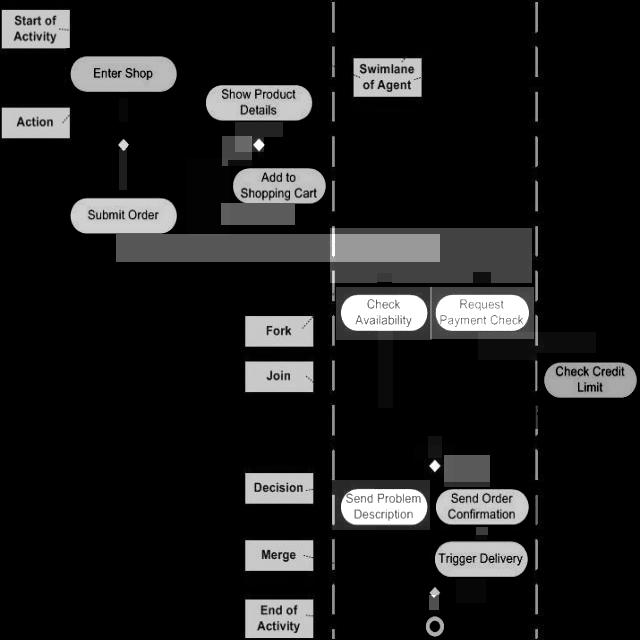 Start of
Activity
Enter Shop
Swimlane
of Agent
Show Product
Details
Action
Add to
Shopping Cart
Submit Order
Check
Availability
Request
Payment Check
Fork
Join
Check Credit
Limit
Decision
Send Problem
Description
Send Order
Confirmation
Merge
Trigger Delivery
End of
Activity